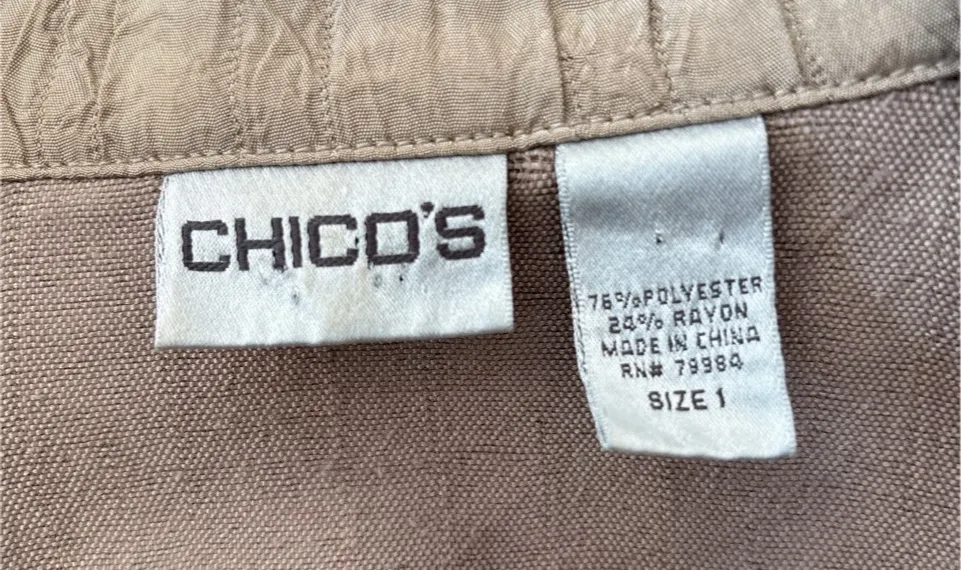 CHICO'S
76% POLYESTER
24% RAYON
MADE IN CHINA
RN# 79984
SIZE 1